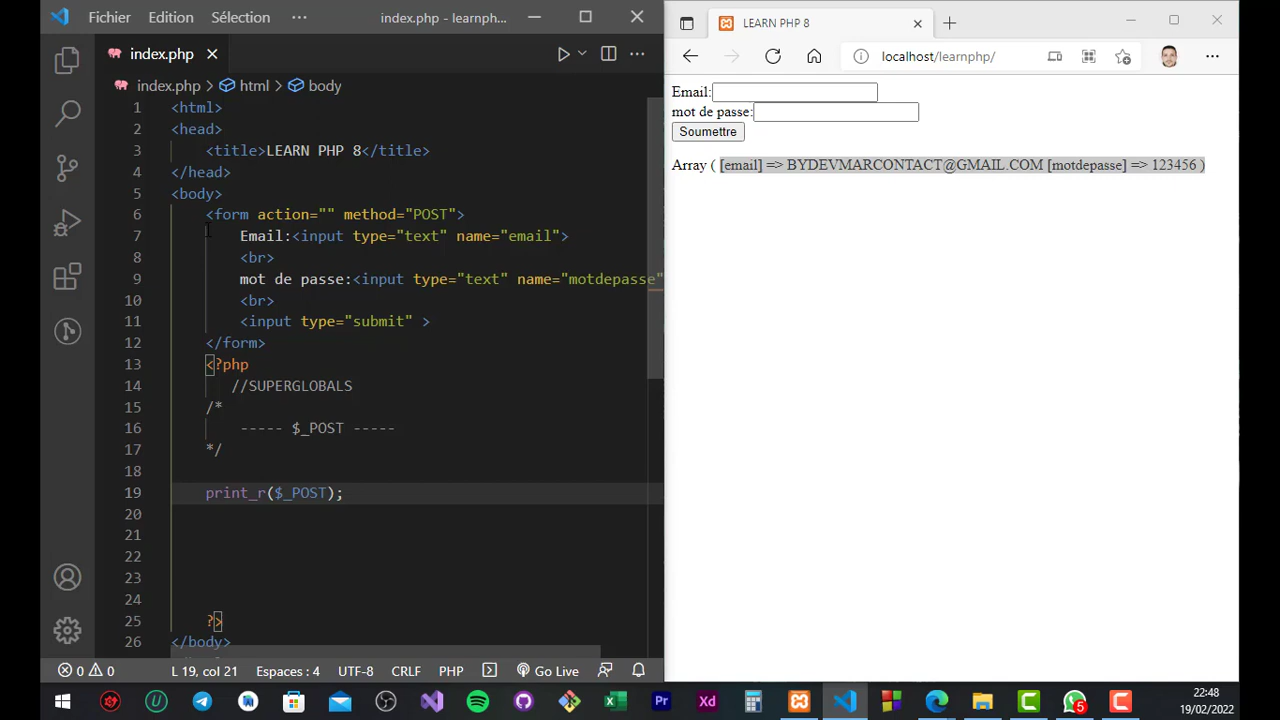 Fichier Edition Sélection ··· index.php - learnph...
index.php
index.php > html > body
1 <html>
2 <head>
3 <title>LEARN PHP 8</title>
4 </head>
5 <body>
6 <form action="" method="POST">
7 Email:<input type="text" name="email">
8 <br>
9 mot de passe:<input type="text" name="motdepasse"
10 <br>
11 <input type="submit" >
12 </form>
13 <?php
14 //SUPERGLOBALS
15 /*
16 ----- $_POST -----
17 */
18
19 print_r($_POST);
20
21
22
23
24
25 ?>
26 </body>
0 0 L 19, col 21 Espaces : 4 UTF-8 CRLF PHP Go Live
LEARN PHP 8
localhost/learnphp/
Email:
mot de passe:
Soumettre
Array ( [email] => BYDEVMARCONTACT@GMAIL.COM [motdepasse] => 123456 )
U Pr Xd 5
22:48
19/02/2022